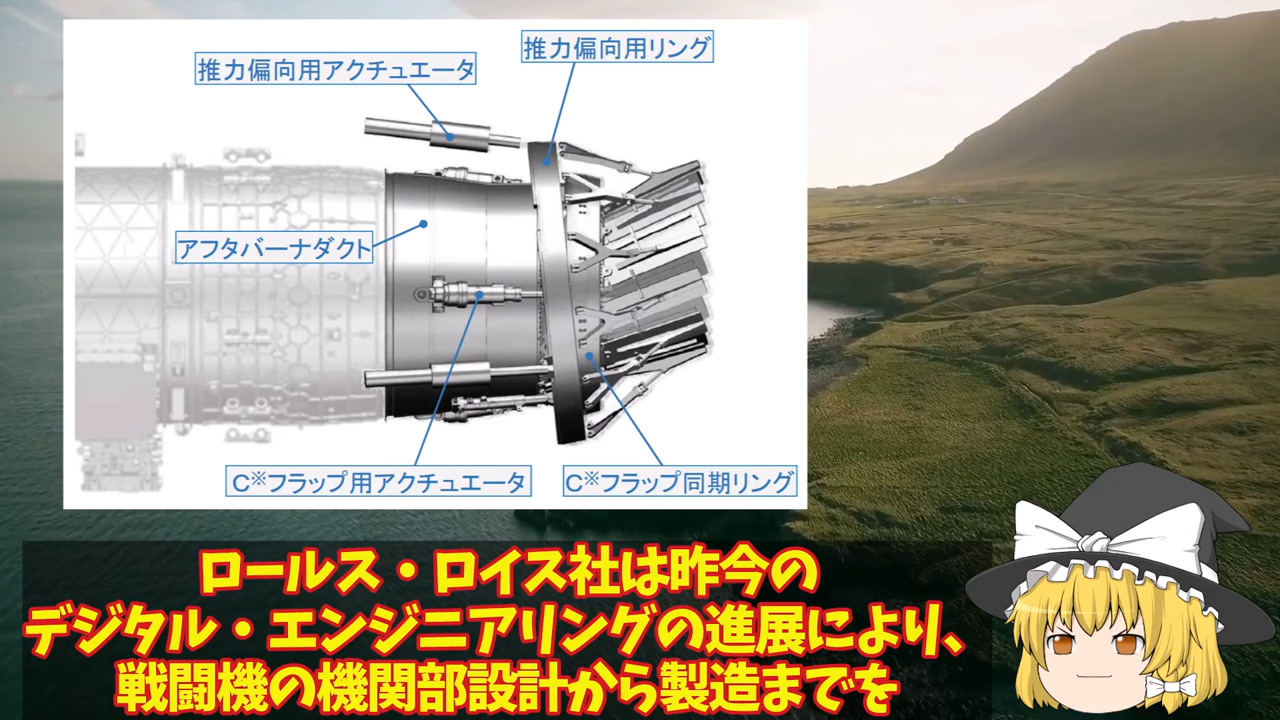 推力偏向用リング
推力偏向用アクチュエータ
アフタバーナダクト
C※フラップ用アクチュエータ
C※フラップ同期リング
ロールス・ロイス社は昨今の
デジタル・エンジニアリングの進展により、
戦闘機の機関部設計から製造までを